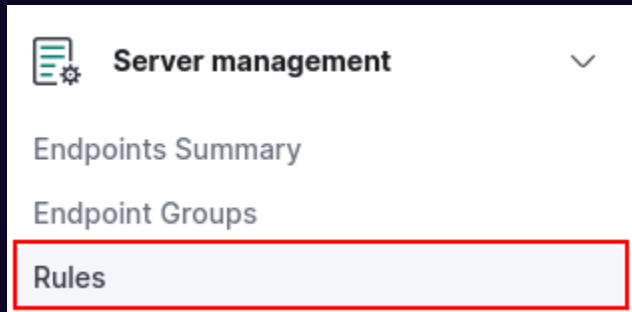 Server management
Endpoints Summary
Endpoint Groups
Rules